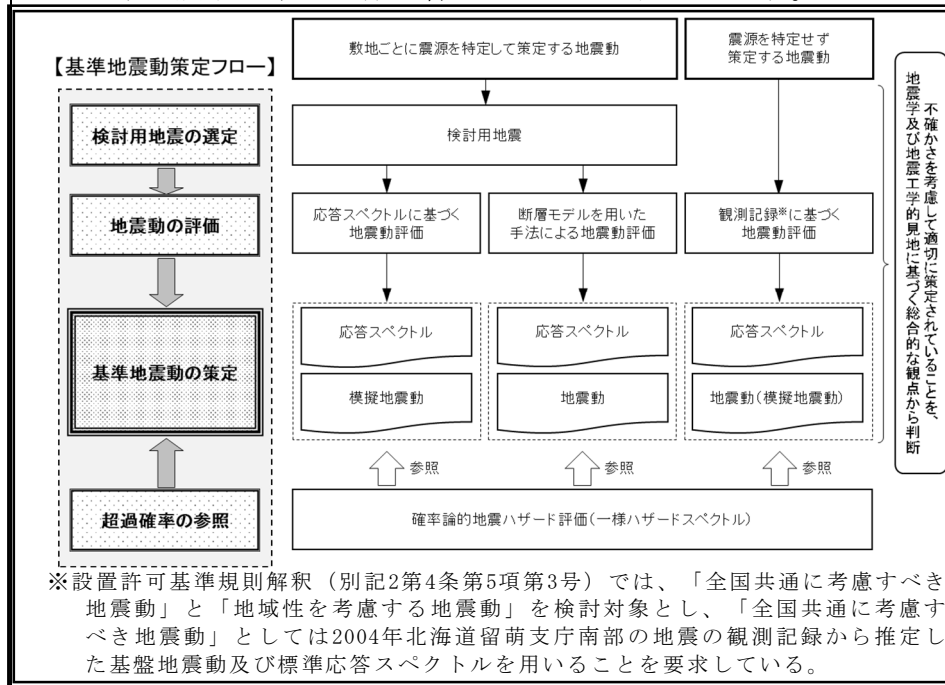 【基準地震動策定フロー】
検討用地震の選定
地震動の評価
基準地震動の策定
超過確率の参照
敷地ごとに震源を特定して策定する地震動
震源を特定せず
策定する地震動
検討用地震
応答スペクトルに基づく
地震動評価
断層モデルを用いた
手法による地震動評価
観測記録※に基づく
地震動評価
応答スペクトル
模擬地震動
応答スペクトル
地震動
応答スペクトル
地震動(模擬地震動)
参照
参照
参照
確率論的地震ハザード評価(一様ハザードスペクトル)
不確かさを考慮して適切に策定されていることを、
地震学及び地震工学的見地に基づく総合的な観点から判断
※設置許可基準規則解釈（別記2第4条第5項第3号）では、「全国共通に考慮すべき
地震動」と「地域性を考慮する地震動」を検討対象とし、「全国共通に考慮す
べき地震動」としては2004年北海道留萌支庁南部の地震の観測記録から推定し
た基盤地震動及び標準応答スペクトルを用いることを要求している。